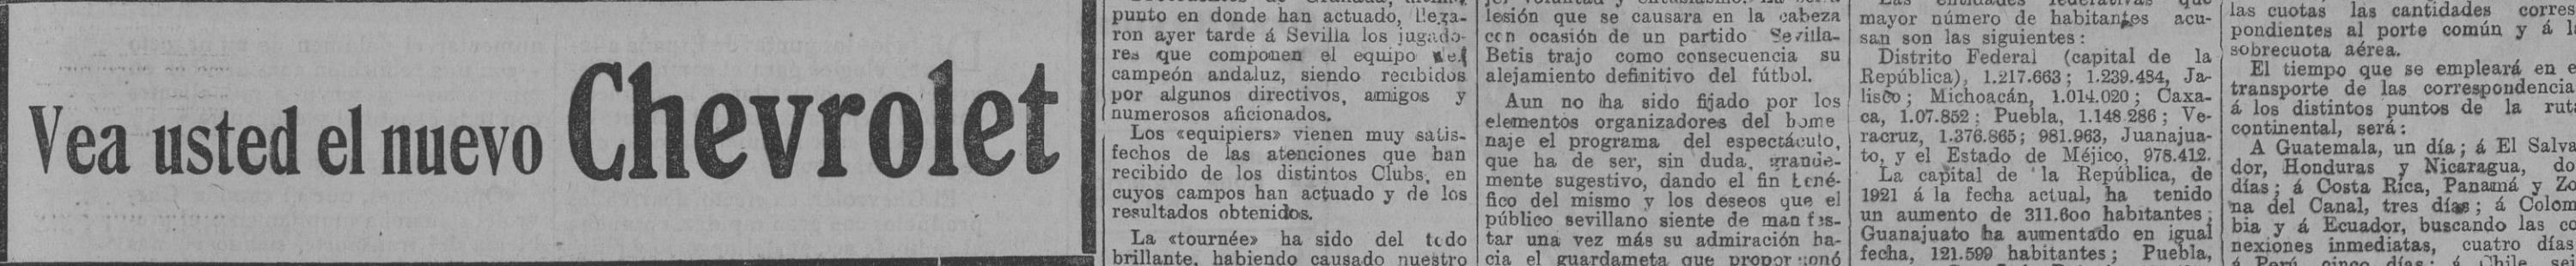 Vea usted el nuevo Chevrolet
punto en donde han actuado, llega-
ron ayer tarde á Sevilla los jugado-
res que componen el equipo del
campeón andaluz, siendo recibidos
por algunos directivos, amigos y
numerosos aficionados.
Los «equipiers» vienen muy satis-
fechos de las atenciones que han
recibido de los distintos Clubs, en
cuyos campos han actuado y de los
resultados obtenidos.
La «tournée» ha sido del todo
brillante, habiendo causado nuestro
lesión que se causara en la cabeza
con ocasión de un partido Sevilla-
Betis trajo como consecuencia su
alejamiento definitivo del fútbol.
Aun no ha sido fijado por los
elementos organizadores del home
naje el programa del espectáculo,
que ha de ser, sin duda, grande-
mente sugestivo, dando el fin bené-
fico del mismo y los deseos que el
público sevillano siente de manifes-
tar una vez más su admiración ha-
cia el guardameta que proporcionó
Las entidades federativas que
mayor número de habitantes acu-
san son las siguientes:
Distrito Federal (capital de la
República), 1.217.663; 1.239.484, Ja-
lisco; Michoacán, 1.014.020; Caxa-
ca, 1.07.852; Puebla, 1.148.286; Ve-
racruz, 1.376.865; 981.963, Juanajua-
to, y el Estado de Méjico, 978.412.
La capital de la República, de
1921 á la fecha actual, ha tenido
un aumento de 311.600 habitantes;
Guanajuato ha aumentado en igual
fecha, 121.599 habitantes; Puebla,
las cuotas las cantidades corres
pondientes al porte común y á l
sobrecuota aérea.
El tiempo que se empleará en e
transporte de las correspondencia
á los distintos puntos de la rut
continental, será:
A Guatemala, un día; á El Salva
dor, Honduras y Nicaragua, do
días; á Costa Rica, Panamá y Zo
na del Canal, tres días; á Colom
bia y á Ecuador, buscando las co
nexiones inmediatas, cuatro días
á Perú, cinco días; á Chile, sei